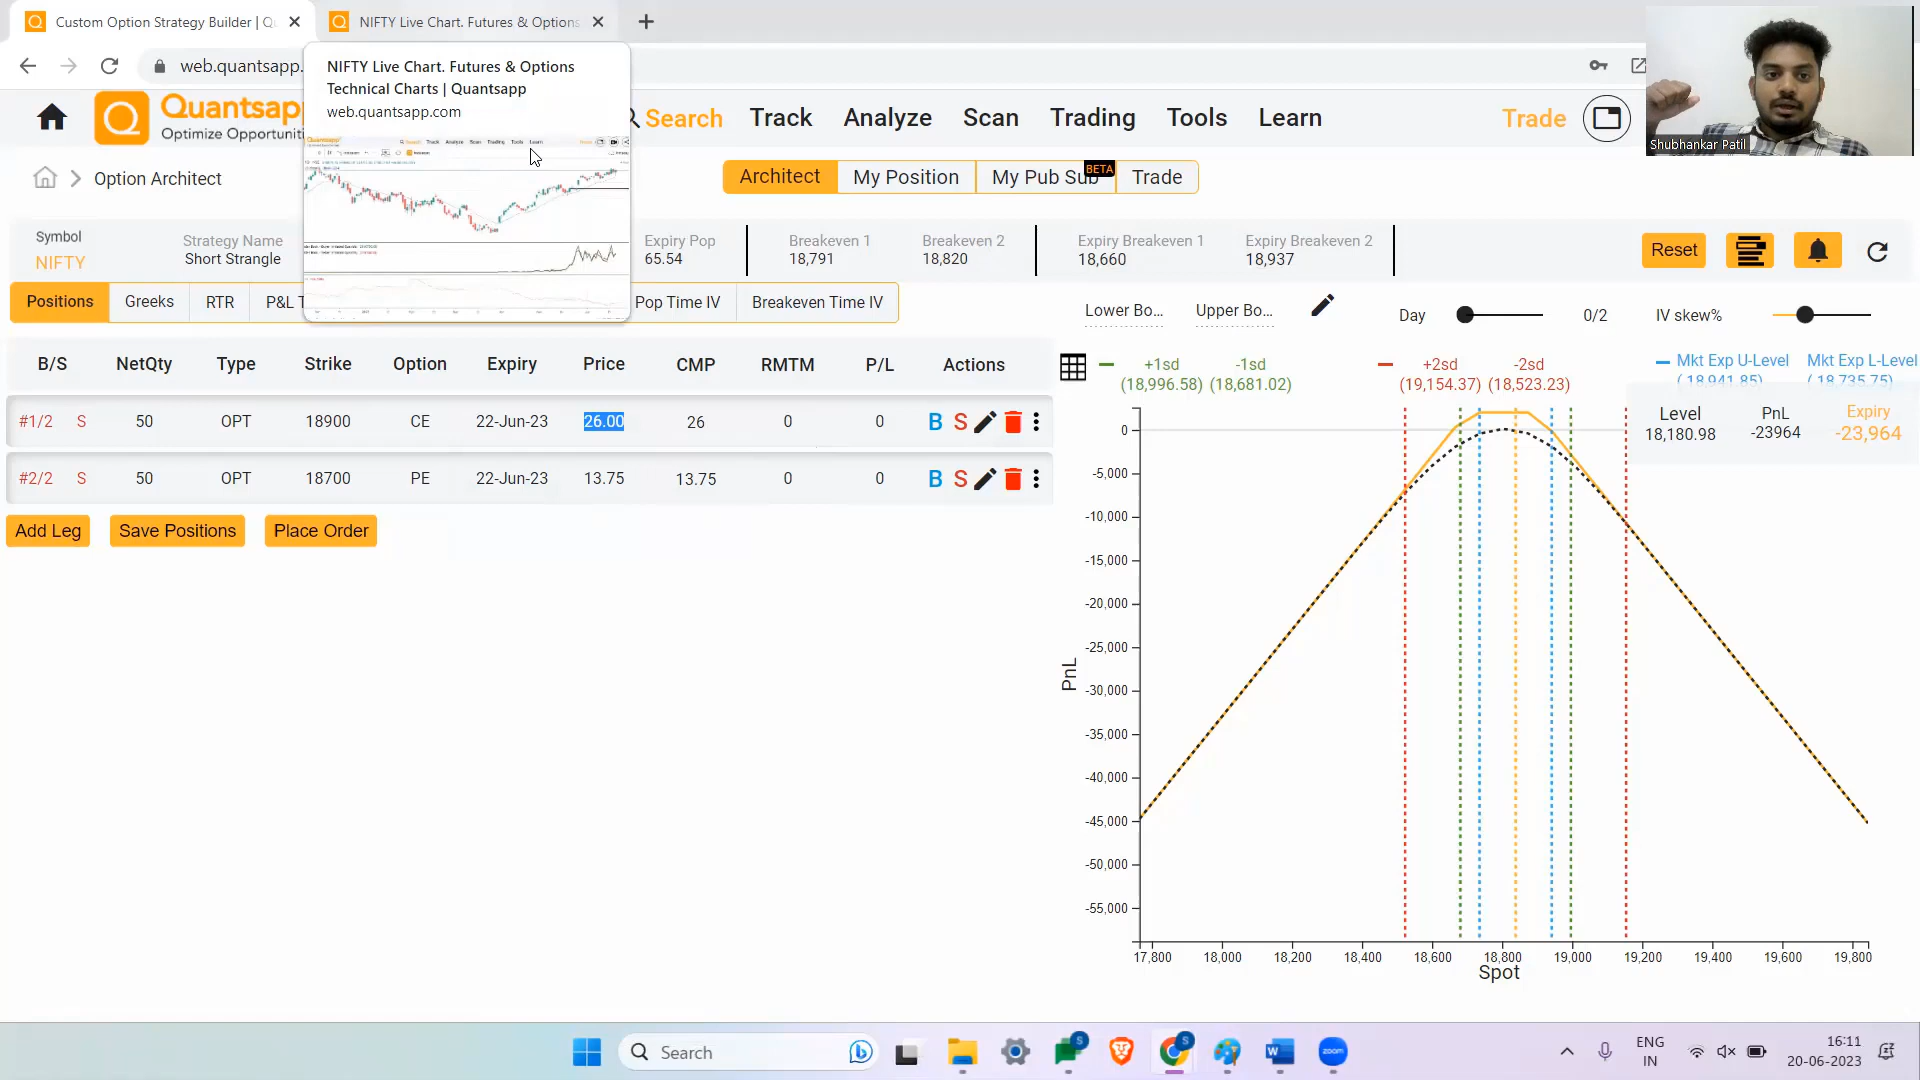 Custom Option Strategy Builder | Q
NIFTY Live Chart. Futures & Options
web.quantsapp.
NIFTY Live Chart. Futures & Options
Technical Charts | Quantsapp
web.quantsapp.com
Quantsapp
Optimize Opportuniti
Search
Track
Analyze
Scan
Trading
Tools
Learn
Trade
Shubhankar Patil
Option Architect
Architect
My Position
My Pub Sub
BETA
Trade
Symbol
NIFTY
Strategy Name
Short Strangle
Expiry Pop
65.54
Breakeven 1
18,791
Breakeven 2
18,820
Expiry Breakeven 1
18,660
Expiry Breakeven 2
18,937
Reset
Positions
Greeks
RTR
P&L T
Pop Time IV
Breakeven Time IV
Lower Bo...
Upper Bo...
Day
0/2
IV skew%
B/S NetQty Type Strike Option Expiry Price CMP RMTM P/L Actions
#1/2 S 50 OPT 18900 CE 22-Jun-23 26.00 26 0 0 B S
#2/2 S 50 OPT 18700 PE 22-Jun-23 13.75 13.75 0 0 B S
Add Leg
Save Positions
Place Order
+1sd -1sd
(18,996.58) (18,681.02)
+2sd -2sd
(19,154.37) (18,523.23)
Mkt Exp U-Level Mkt Exp L-Level
( 18,941.85) ( 18,735.75)
Level
18,180.98
PnL
-23964
Expiry
-23,964
0
-5,000
-10,000
-15,000
-20,000
-25,000
-30,000
-35,000
-40,000
-45,000
-50,000
-55,000
PnL
17,800 18,000 18,200 18,400 18,600 18,800 19,000 19,200 19,400 19,600 19,800
Spot
Search
zoom
ENG
IN
16:11
20-06-2023